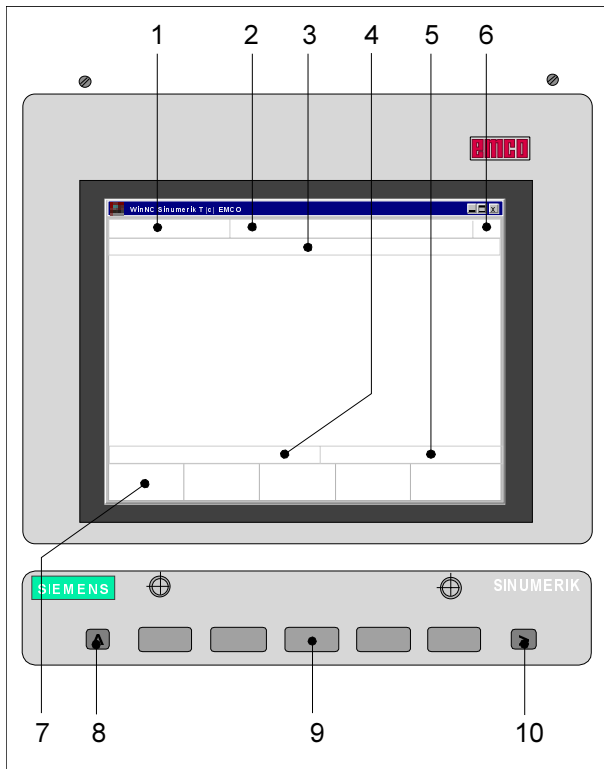 1 2 3 4 5 6
emco
WinNC Sinumerik T (c) EMCO
SIEMENS
SINUMERIK
7 8 9 10